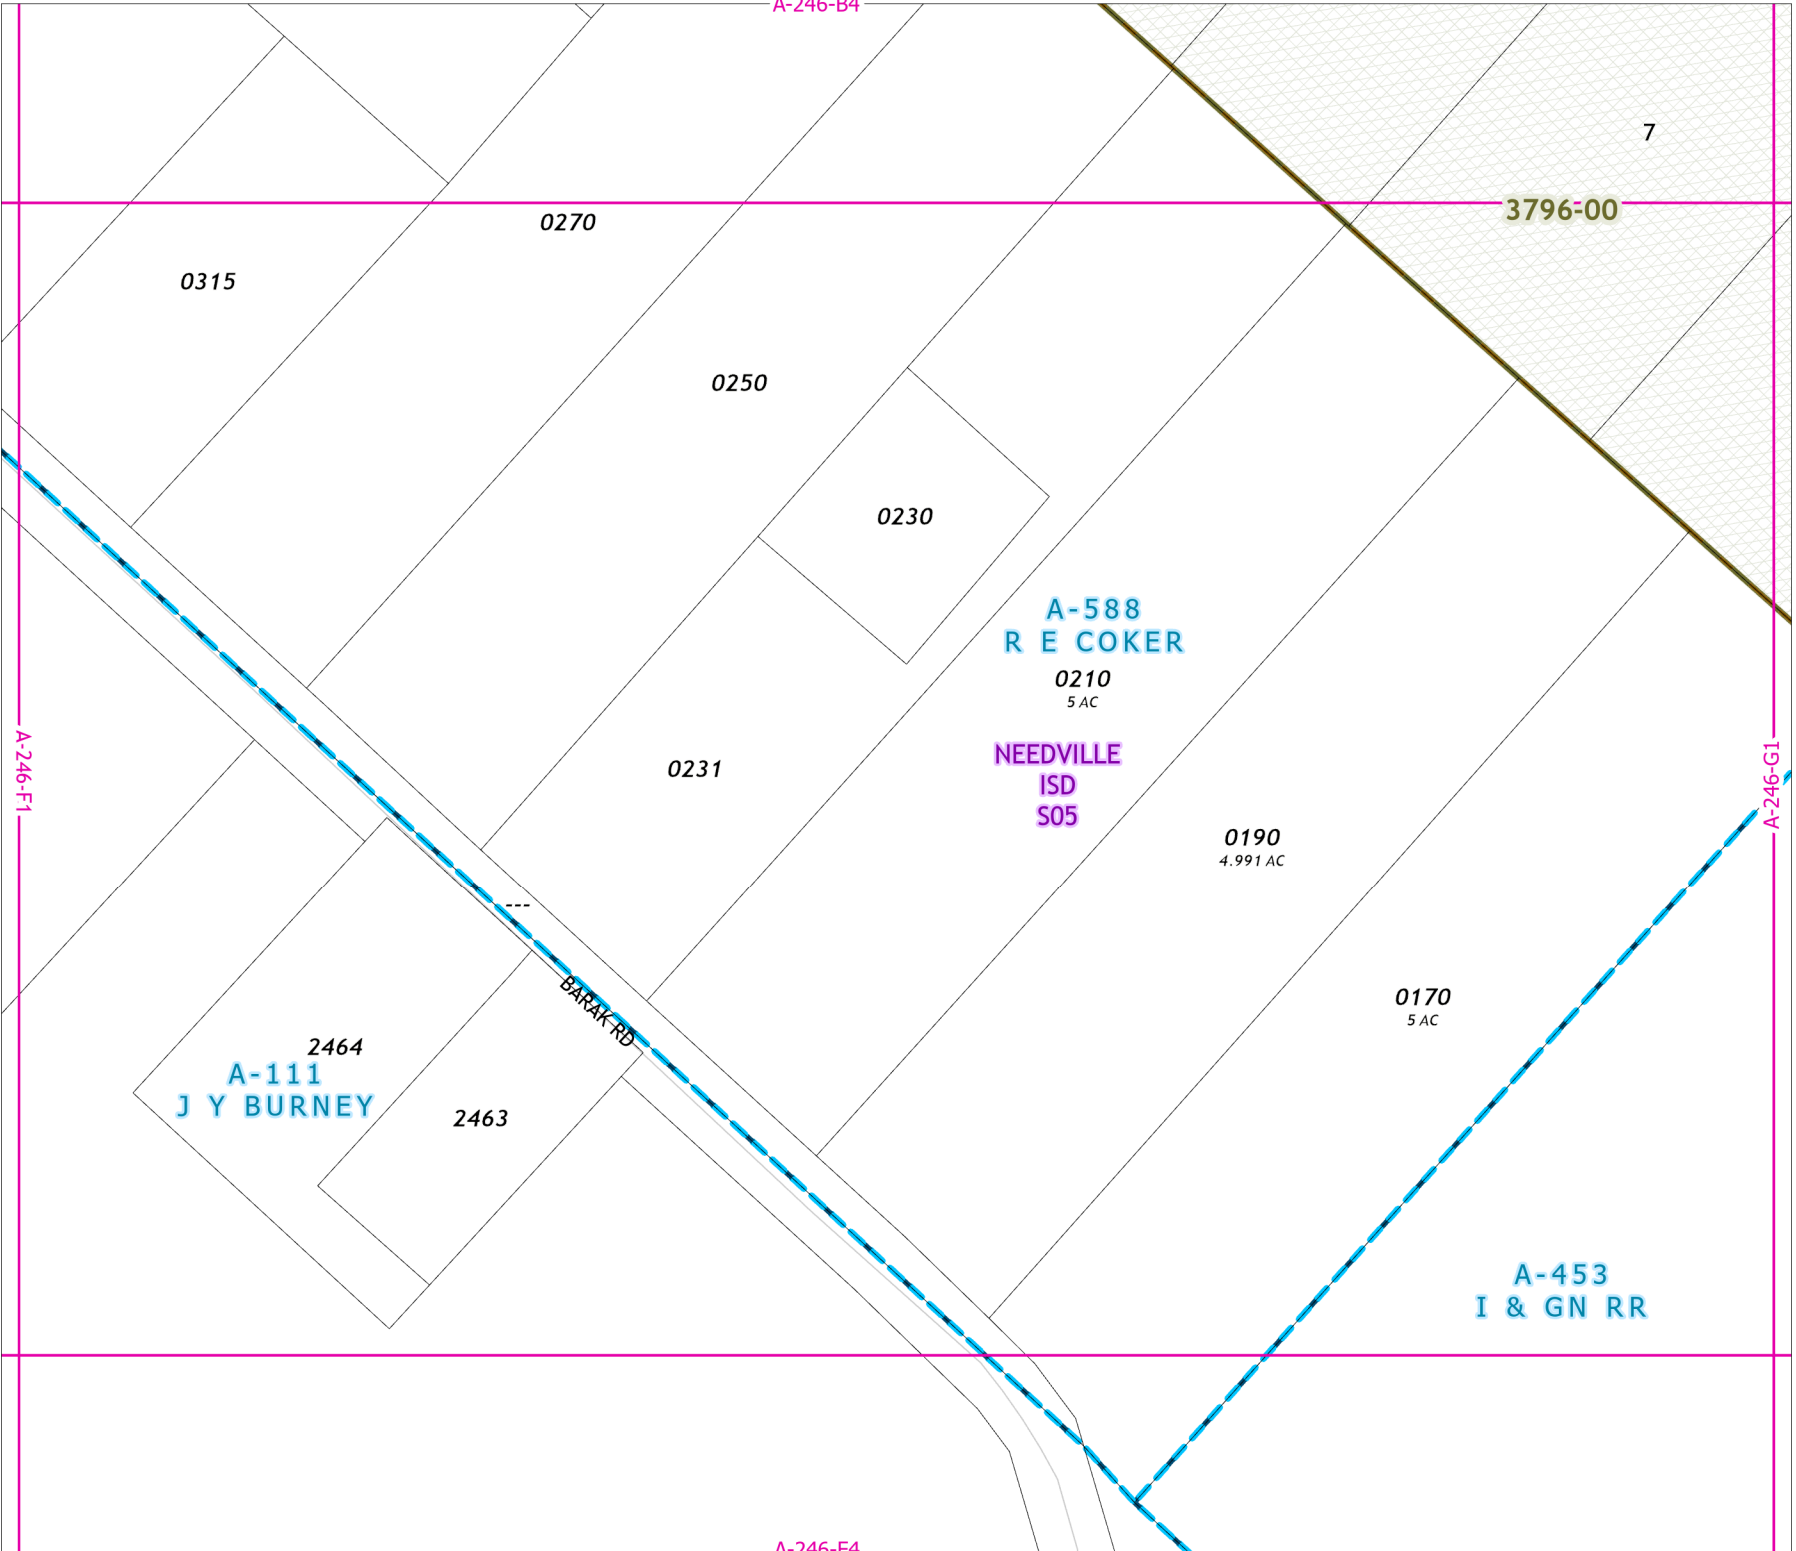 A-246-B4
7
3796-00
0270
0315
0250
0230
A-588
R E COKER
0210
5 AC
NEEDVILLE
ISD
S05
A-246-F1
A-246-G1
0231
0190
4.991 AC
---
BARAK RD
0170
5 AC
2464
A-111
J Y BURNEY
2463
A-453
I & GN RR